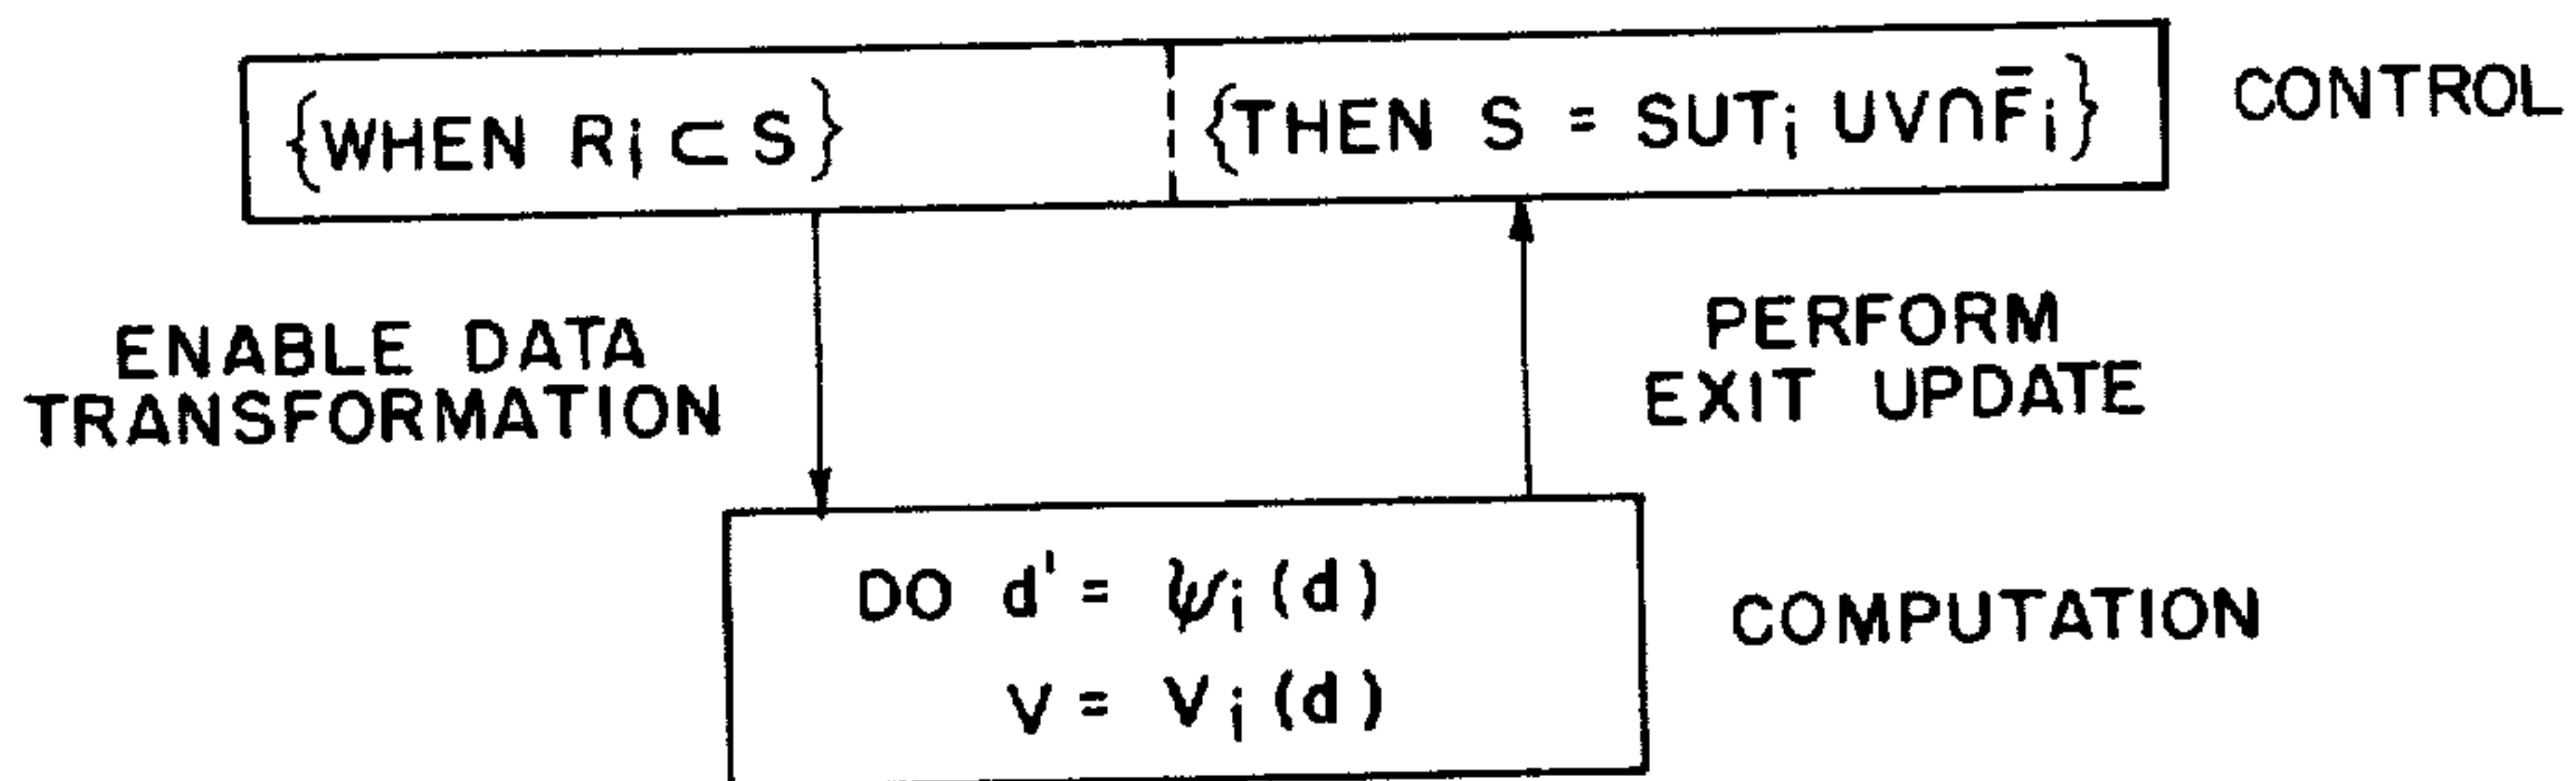 {WHEN Ri ⊂ S} {THEN S = SUTi UV∩F̄i}
CONTROL
ENABLE DATA
TRANSFORMATION
PERFORM
EXIT UPDATE
DO d' = ψi (d)
V = Vi (d)
COMPUTATION